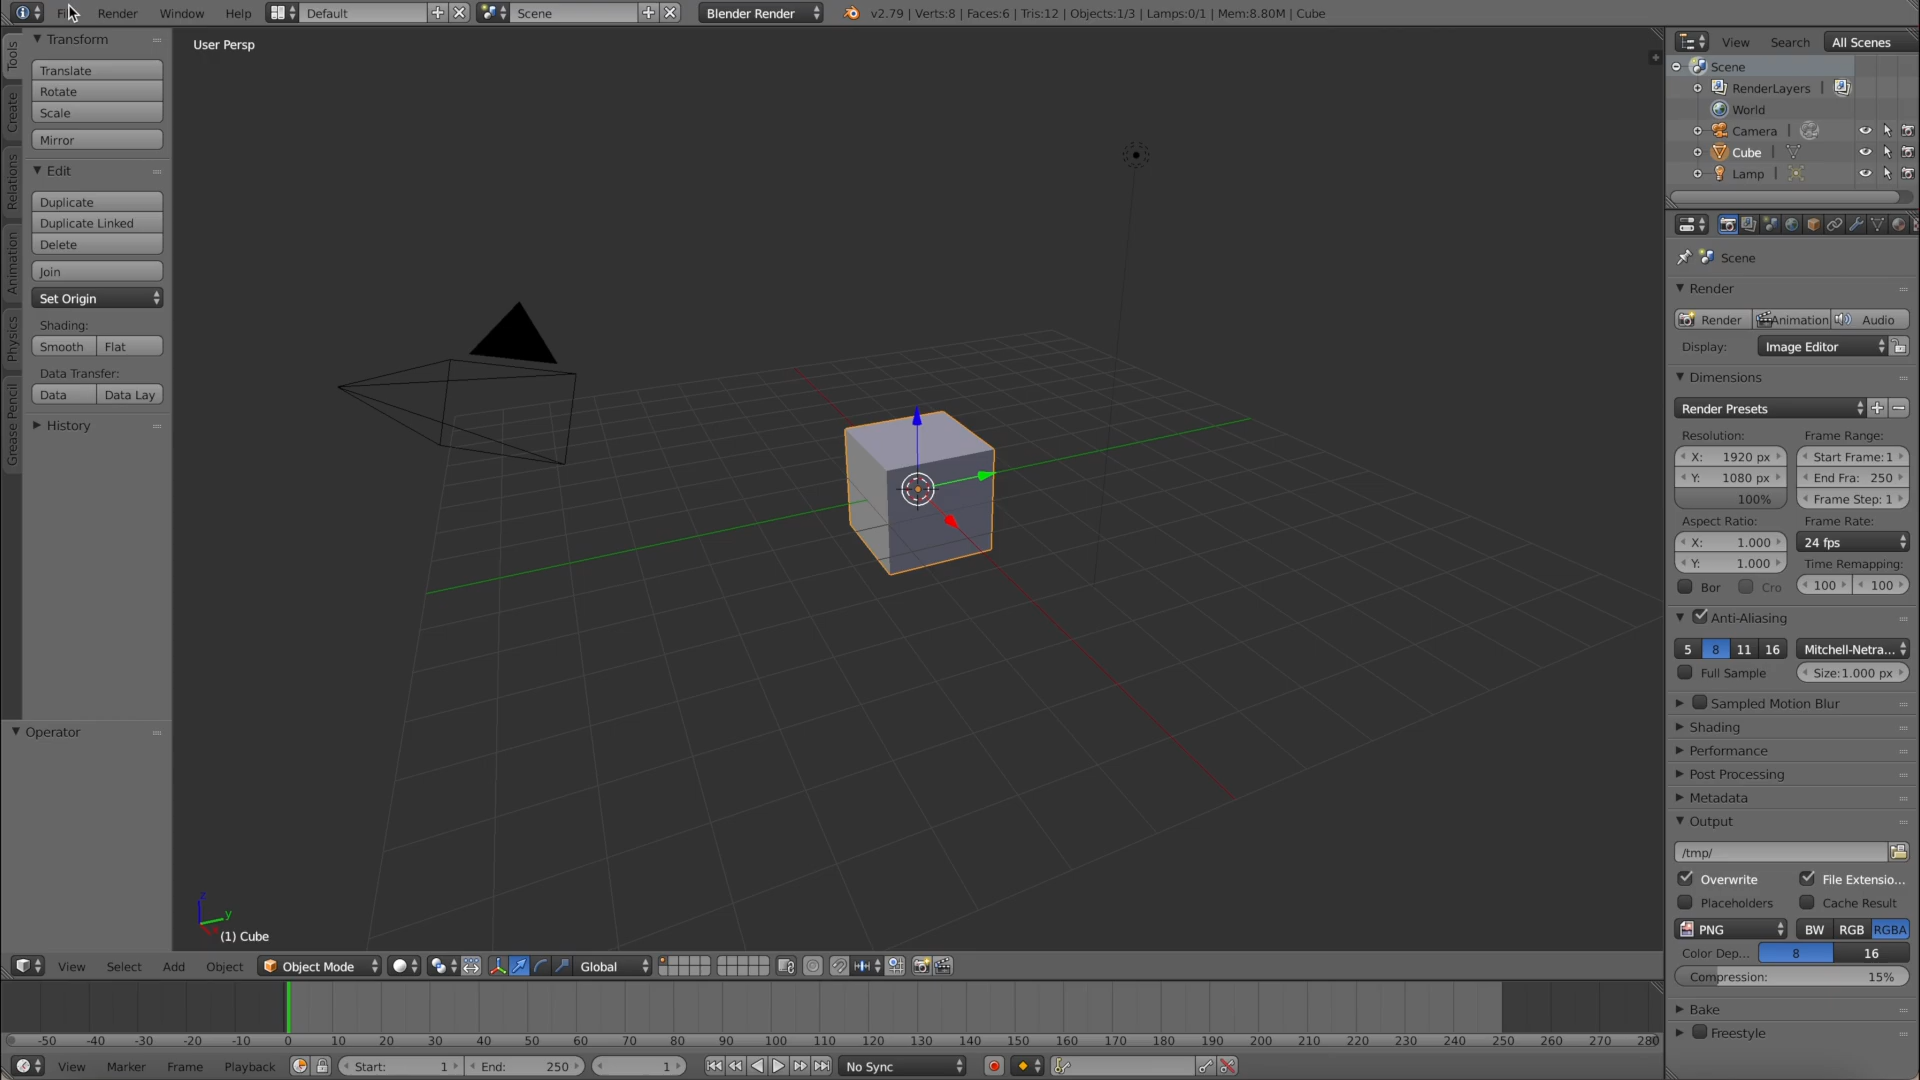 Render Window Help Default Scene Blender Render v2.79 | Verts:8 | Faces:6 | Tris:12 | Objects:1/3 | Lamps:0/1 | Mem:8.80M | Cube
Tools
Create
Relations
Animation
Physics
Grease Pencil
Transform
Translate
Rotate
Scale
Mirror
Edit
Duplicate
Duplicate Linked
Delete
Join
Set Origin
Shading:
Smooth Flat
Data Transfer:
Data Data Lay
History
Operator
User Persp
z
y
x
(1) Cube
View Select Add Object Object Mode Global
-50 -40 -30 -20 -10 0 10 20 30 40 50 60 70 80 90 100 110 120 130 140 150 160 170 180 190 200 210 220 230 240 250 260 270 280
View Marker Frame Playback Start: 1 End: 250 1 No Sync
View Search All Scenes
Scene
RenderLayers |
World
Camera |
Cube |
Lamp |
Scene
Render
Render Animation Audio
Display: Image Editor
Dimensions
Render Presets
Resolution: Frame Range:
X: 1920 px Start Frame: 1
Y: 1080 px End Fra: 250
100% Frame Step: 1
Aspect Ratio: Frame Rate:
X: 1.000 24 fps
Y: 1.000 Time Remapping:
Bor Cro 100 100
Anti-Aliasing
5 8 11 16 Mitchell-Netra...
Full Sample Size:1.000 px
Sampled Motion Blur
Shading
Performance
Post Processing
Metadata
Output
/tmp/
Overwrite File Extensio...
Placeholders Cache Result
PNG BW RGB RGBA
Color Dep... 8 16
Compression: 15%
Bake
Freestyle